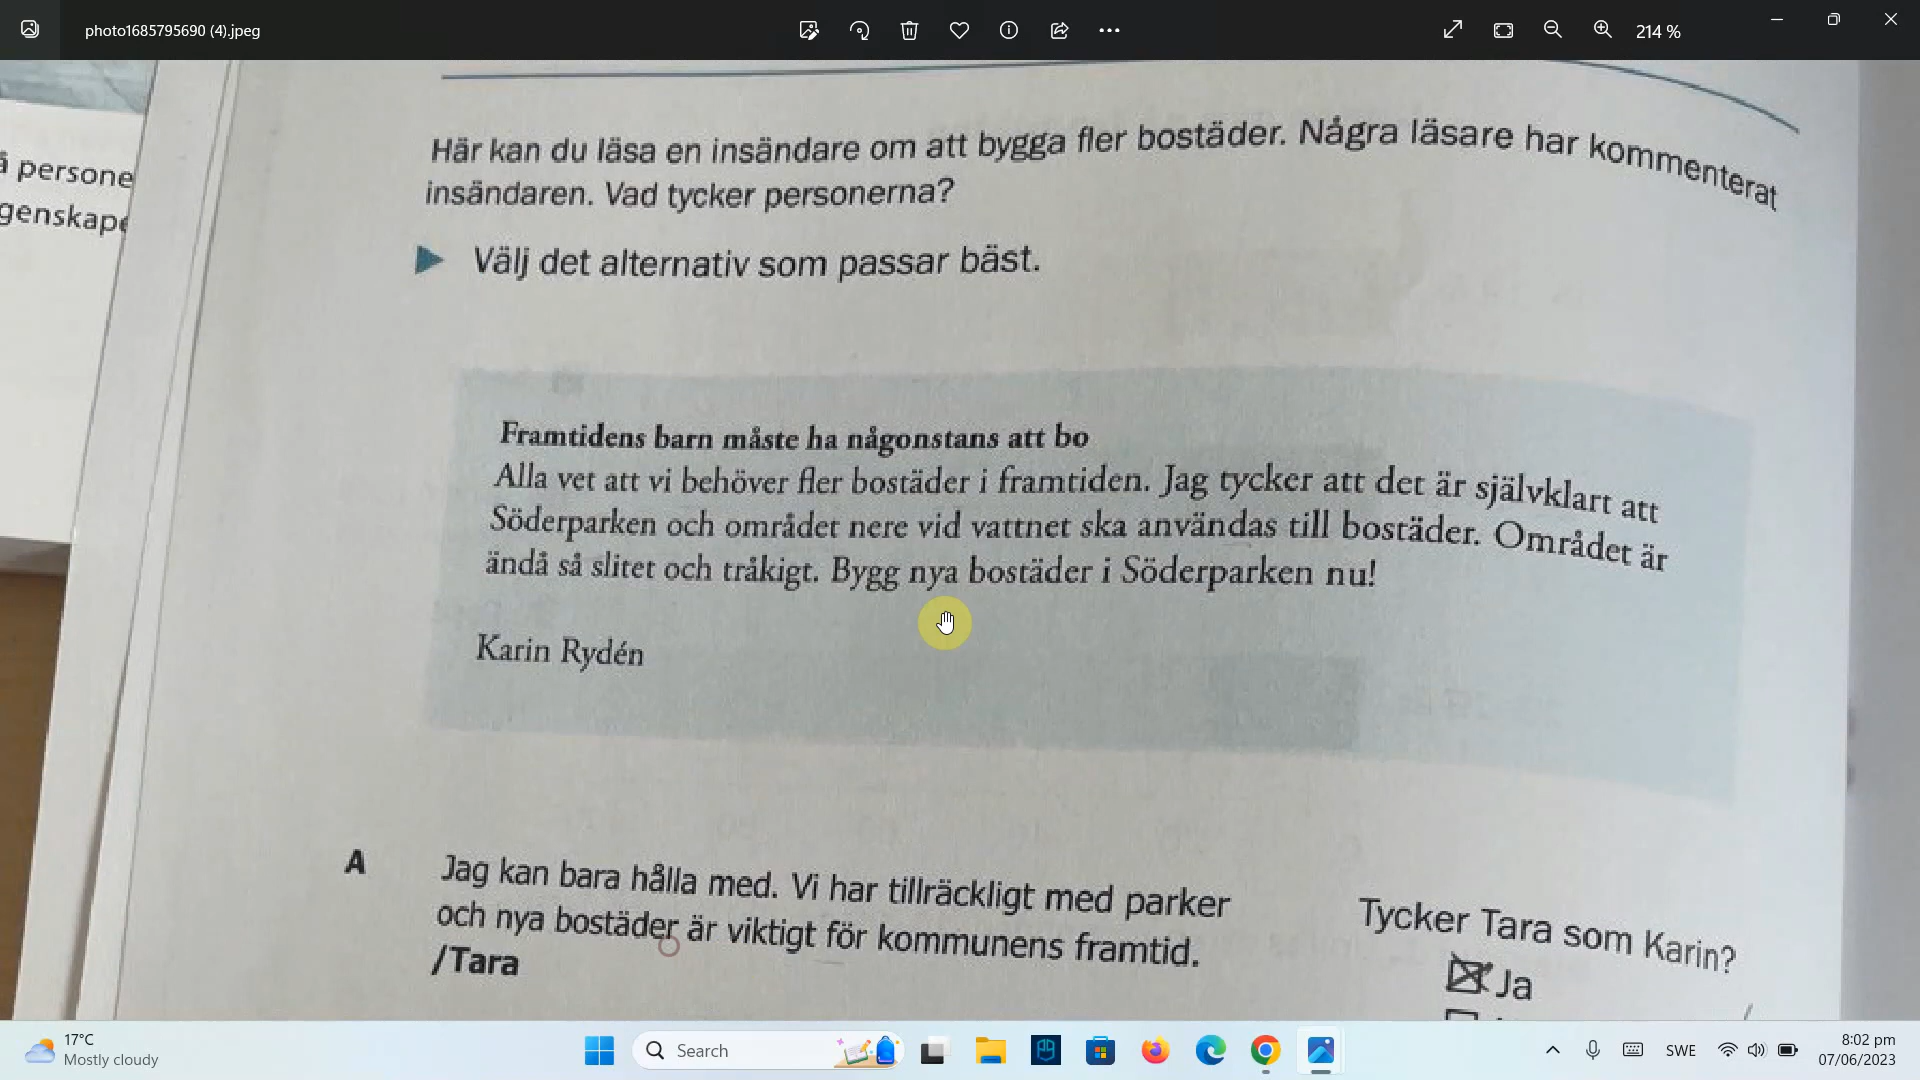 photo1685795690 (4).jpeg
214 %
å persone
genskape
Här kan du läsa en insändare om att bygga fler bostäder. Några läsare har kommenterat
insändaren. Vad tycker personerna?
Välj det alternativ som passar bäst.
Framtidens barn måste ha någonstans att bo
Alla vet att vi behöver fler bostäder i framtiden. Jag tycker att det är självklart att
Söderparken och området nere vid vattnet ska användas till bostäder. Området är
ändå så slitet och tråkigt. Bygg nya bostäder i Söderparken nu!
Karin Rydén
A
Jag kan bara hålla med. Vi har tillräckligt med parker
och nya bostäder är viktigt för kommunens framtid.
/Tara
Tycker Tara som Karin?
Ja
17°C
Mostly cloudy
Search
SWE
8:02 pm
07/06/2023